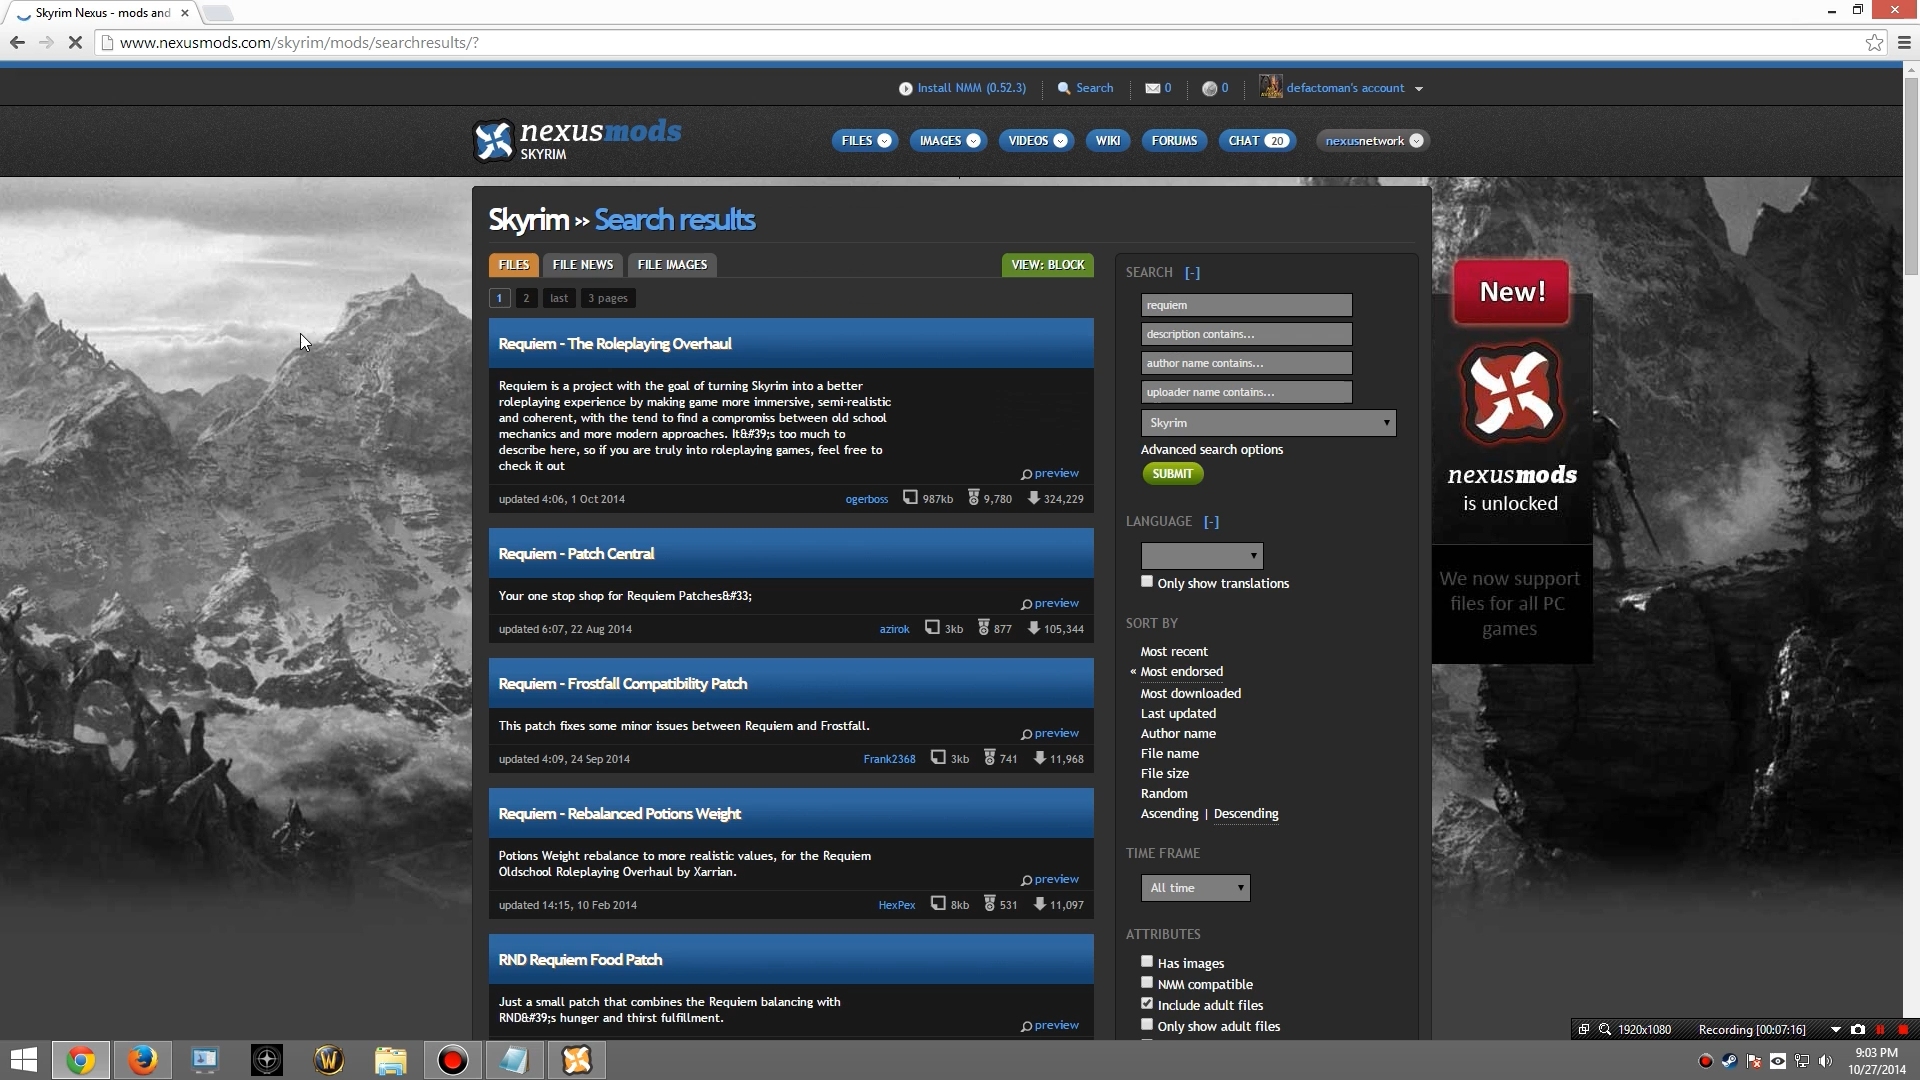 Skyrim Nexus - mods and
www.nexusmods.com/skyrim/mods/searchresults/?
Install NMM (0.52.3)
Search
0
0
defactoman's account
nexusmods
SKYRIM
FILES
IMAGES
VIDEOS
WIKI
FORUMS
CHAT 20
nexusnetwork
Skyrim » Search results
FILES
FILE NEWS
FILE IMAGES
VIEW: BLOCK
1
2
last
3 pages
Requiem - The Roleplaying Overhaul
Requiem is a project with the goal of turning Skyrim into a better
roleplaying experience by making game more immersive, semi-realistic
and coherent, with the tend to find a compromiss between old school
mechanics and more modern approaches. It&#39;s too much to
describe here, so if you are truly into roleplaying games, feel free to
check it out
preview
updated 4:06, 1 Oct 2014
ogerboss
987kb
9,780
324,229
Requiem - Patch Central
Your one stop shop for Requiem Patches&#33;
preview
updated 6:07, 22 Aug 2014
azirok
3kb
877
105,344
Requiem - Frostfall Compatibility Patch
This patch fixes some minor issues between Requiem and Frostfall.
preview
updated 4:09, 24 Sep 2014
Frank2368
3kb
741
11,968
Requiem - Rebalanced Potions Weight
Potions Weight rebalance to more realistic values, for the Requiem
Oldschool Roleplaying Overhaul by Xarrian.
preview
updated 14:15, 10 Feb 2014
HexPex
8kb
531
11,097
RND Requiem Food Patch
Just a small patch that combines the Requiem balancing with
RND&#39;s hunger and thirst fulfillment.
preview
SEARCH [-]
requiem
description contains...
author name contains...
uploader name contains...
Skyrim
Advanced search options
SUBMIT
LANGUAGE [-]
Only show translations
SORT BY
Most recent
« Most endorsed
Most downloaded
Last updated
Author name
File name
File size
Random
Ascending | Descending
TIME FRAME
All time
ATTRIBUTES
Has images
NMM compatible
Include adult files
Only show adult files
New!
nexusmods
is unlocked
We now support
files for all PC
games
1920x1080
Recording [00:07:16]
9:03 PM
10/27/2014